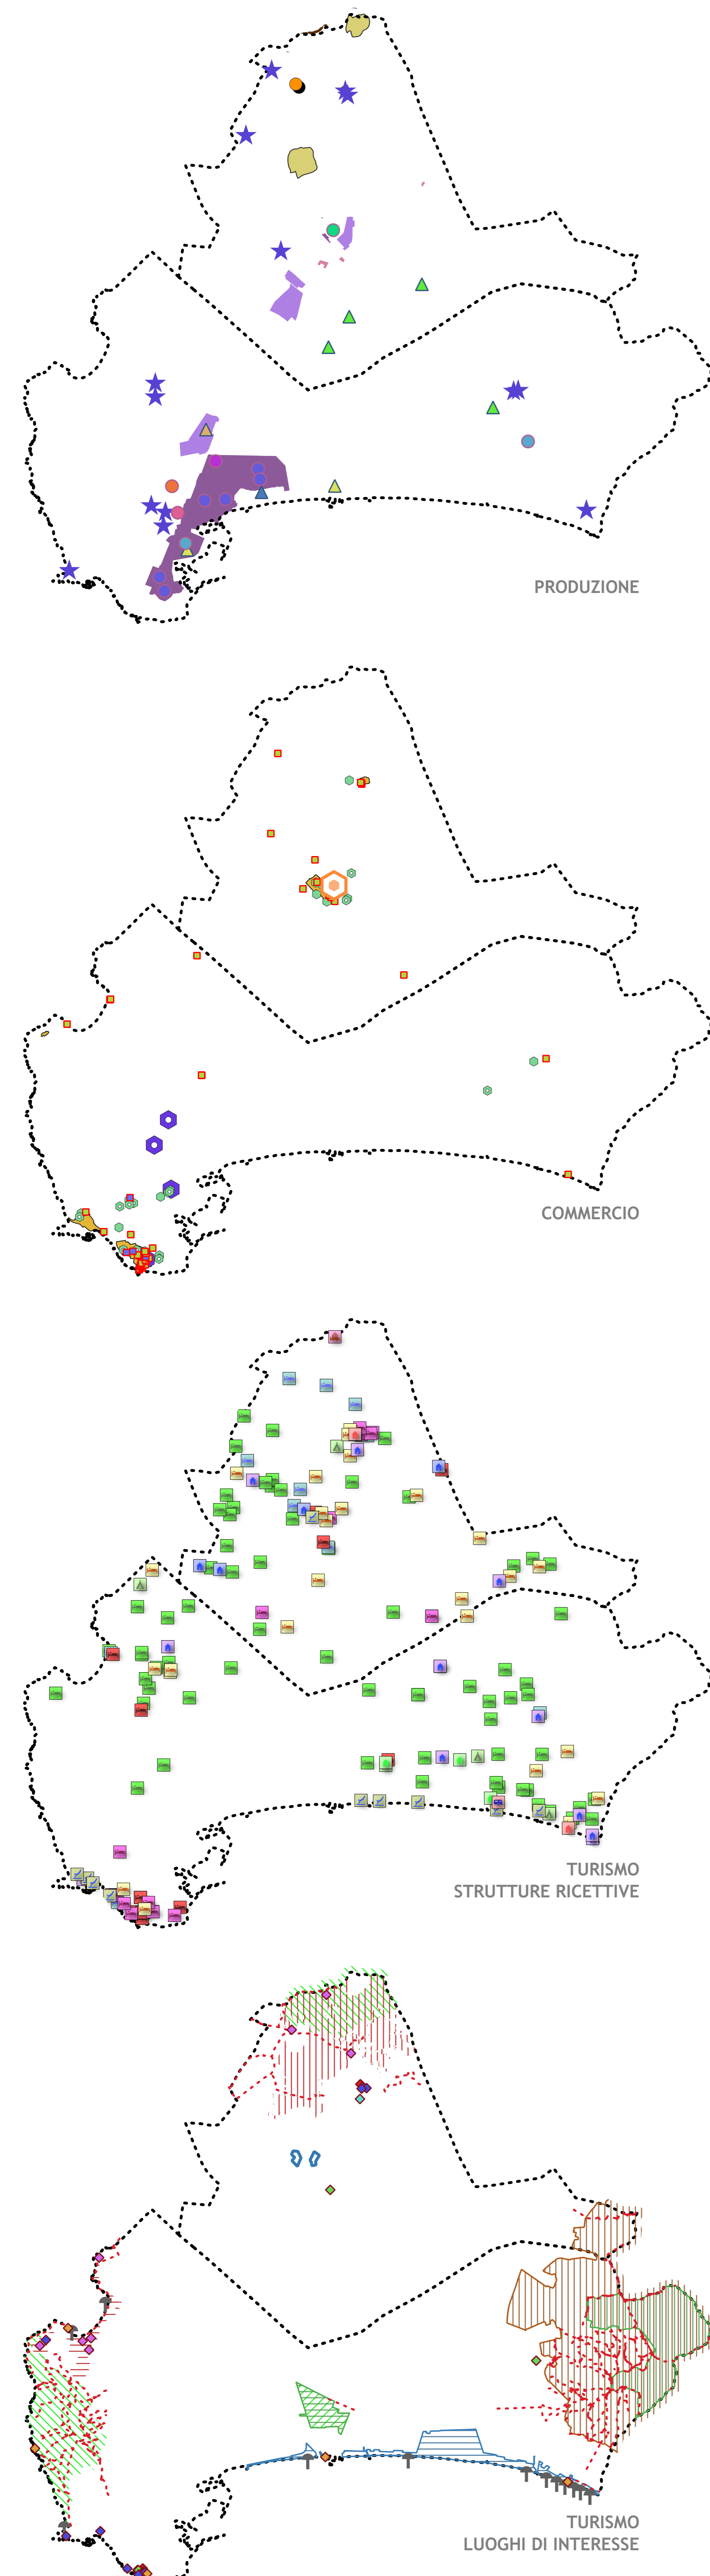 PRODUZIONE
COMMERCIO
TURISMO
STRUTTURE RICETTIVE
TURISMO
LUOGHI DI INTERESSE